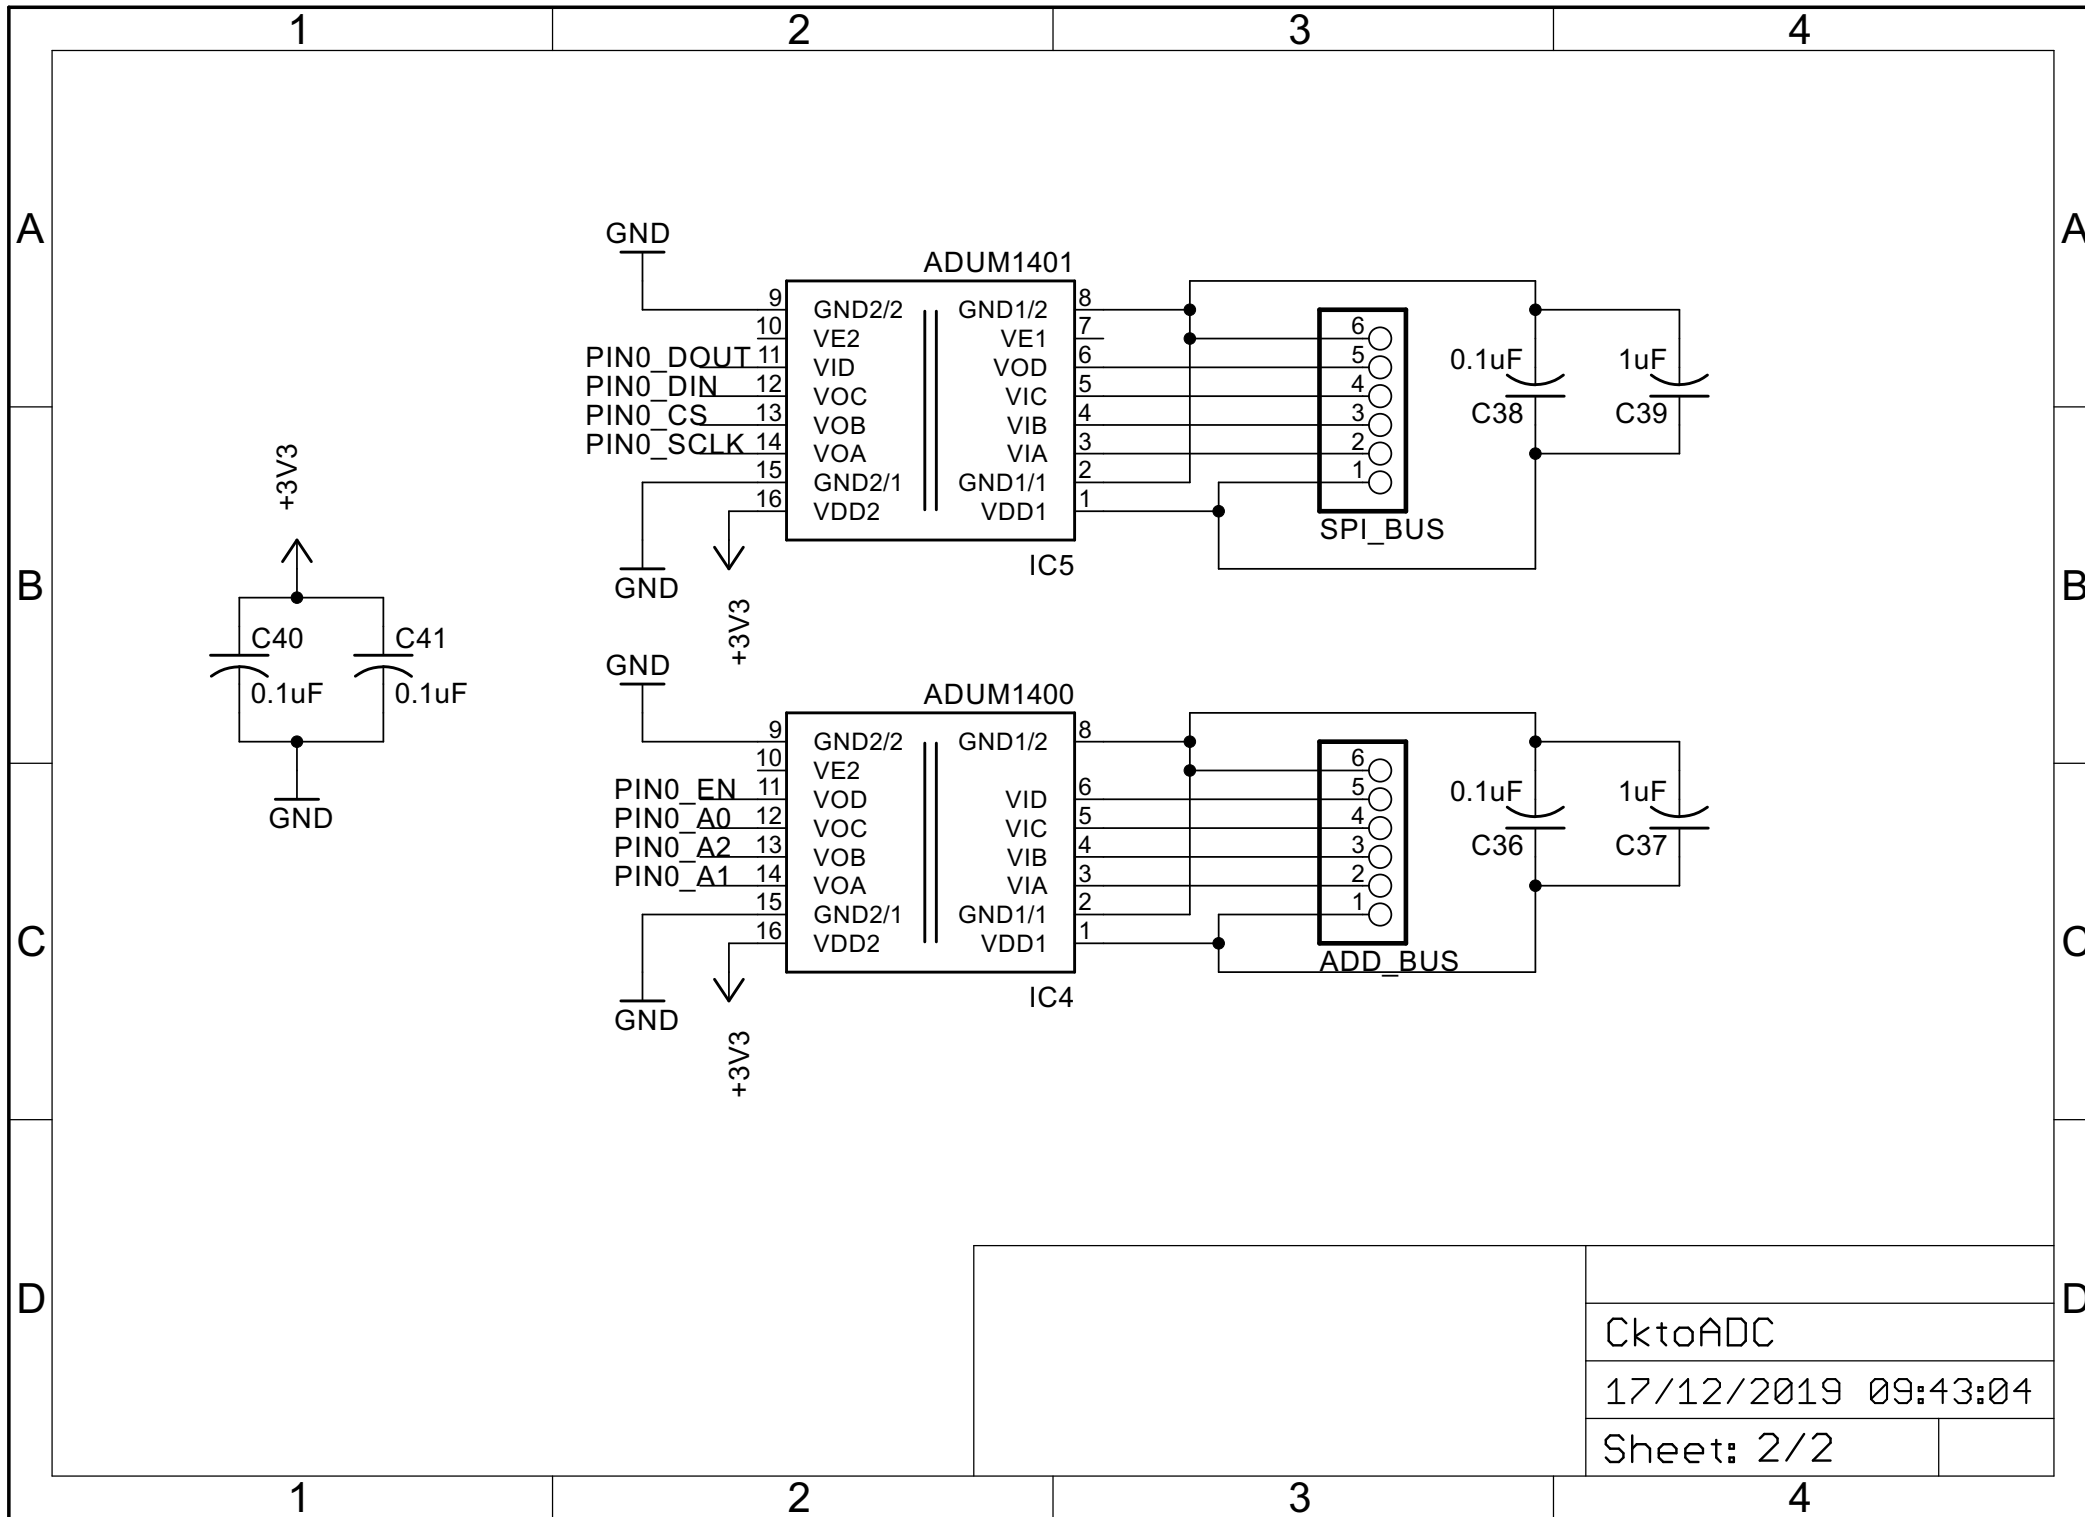 1 2 3 4
A A
GND
ADUM1401
9 GND2/2 GND1/2 8
10 VE2 VE1 7
PIN0_DOUT 11 VID VOD 6
PIN0_DIN 12 VOC VIC 5
PIN0_CS 13 VOB VIB 4
PIN0_SCLK 14 VOA VIA 3
15 GND2/1 GND1/1 2
16 VDD2 VDD1 1
6
5
4
3
2
1
SPI_BUS
0.1uF 1uF
C38 C39
IC5
GND
+3V3
+3V3
B B
C40 C41
0.1uF 0.1uF
GND
GND
ADUM1400
9 GND2/2 GND1/2 8
10 VE2
PIN0_EN 11 VOD VID 6
PIN0_A0 12 VOC VIC 5
PIN0_A2 13 VOB VIB 4
PIN0_A1 14 VOA VIA 3
15 GND2/1 GND1/1 2
16 VDD2 VDD1 1
6
5
4
3
2
1
ADD_BUS
0.1uF 1uF
C36 C37
IC4
GND
+3V3
C C
D D
CktoADC
17/12/2019 09:43:04
Sheet: 2/2
1 2 3 4